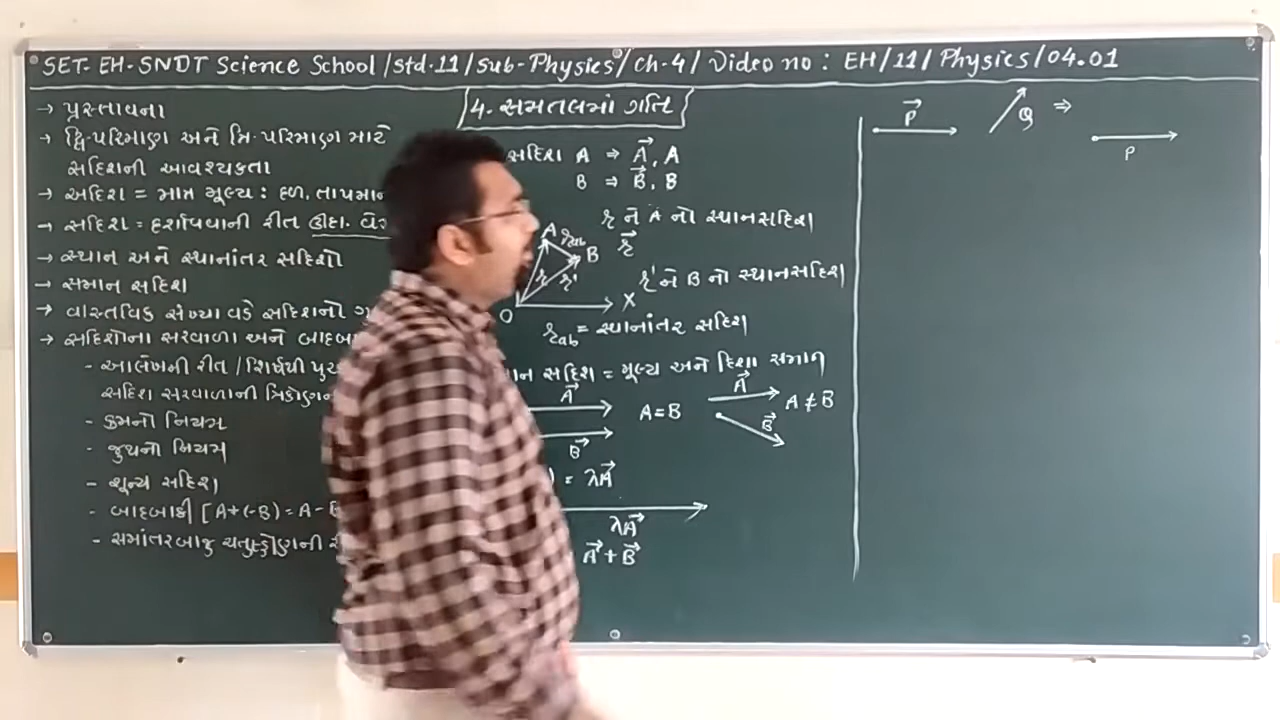 SET-EH-SNDT Science School/std.11/sub-Physics/ch-4/Video no: EH/11/Physics/04.01
→ પ્રસ્તાવના
→ દ્વિ-પરિમાણ અને ત્રિ-પરિમાણ માટે
સદિશની આવશ્યકતા
→ અદિશ = માત્ર મૂલ્ય : દળ, તાપમાન
→ સદિશ = દર્શાવવાની રીત
→ સ્થાન અને સ્થાનાંતર સદિશો
→ સમાન સદિશ
→ વાસ્તવિક સંખ્યા વડે સદિશનો
→ સદિશોના સરવાળા અને
- આલેખની રીત /
સદિશ સરવાળાની
- ક્રમનો નિયમ
- જુથનો નિયમ
- શૂન્ય સદિશ
- બાદબાકી [A+(-B) = A -
- સમાંતરબાજુ ચતુષ્કોણની
4. સમતલમાં ગતિ
સદિશ A ⇒ A⃗, A
B ⇒ B⃗, B
r ને A નો સ્થાનસદિશ
r⃗
A r_ab B
r r'
O X
r' ને B નો સ્થાનસદિશ
r_ab = સ્થાનાંતર સદિશ
સદિશ = મૂલ્ય અને દિશા સમાન
A⃗ A=B A⃗ A≠B
B⃗ B⃗
= λA⃗
λA⃗
A⃗ + B⃗
P⃗ Q ⇒
P